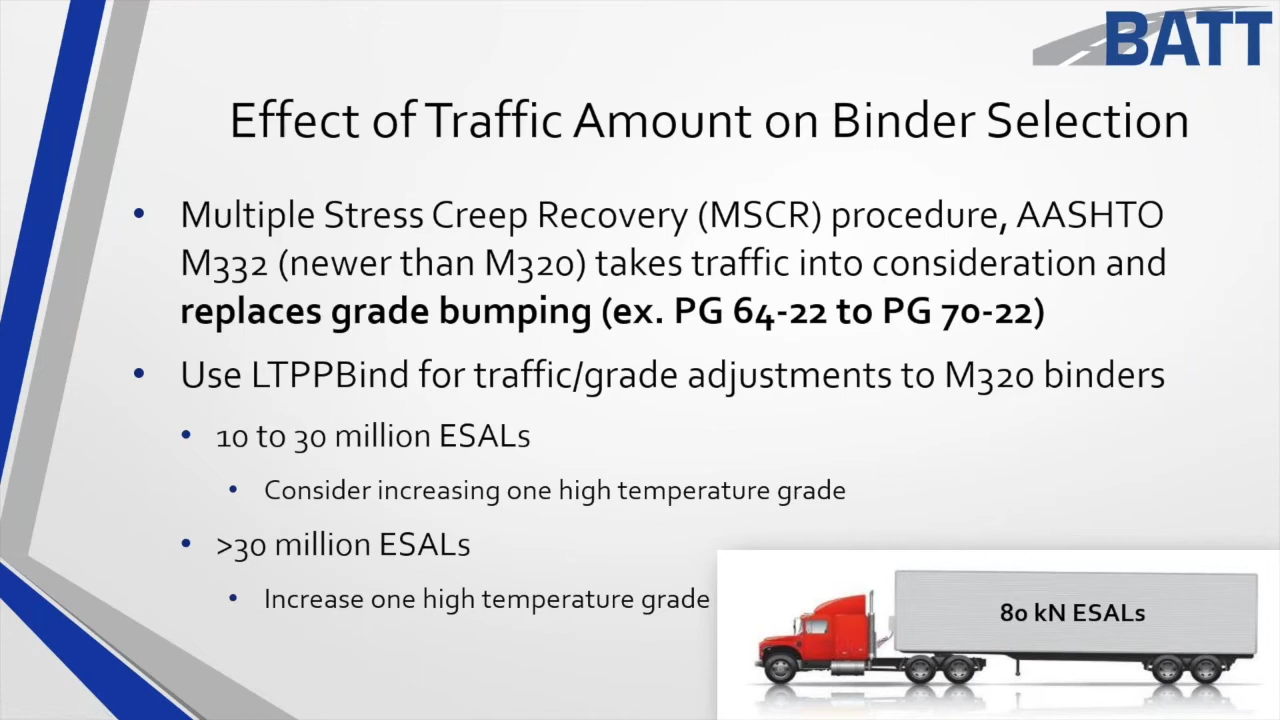 BATT
Effect of Traffic Amount on Binder Selection
• Multiple Stress Creep Recovery (MSCR) procedure, AASHTO
M332 (newer than M320) takes traffic into consideration and
replaces grade bumping (ex. PG 64-22 to PG 70-22)
• Use LTPPBind for traffic/grade adjustments to M320 binders
• 10 to 30 million ESALs
• Consider increasing one high temperature grade
• >30 million ESALs
• Increase one high temperature grade
80 kN ESALs